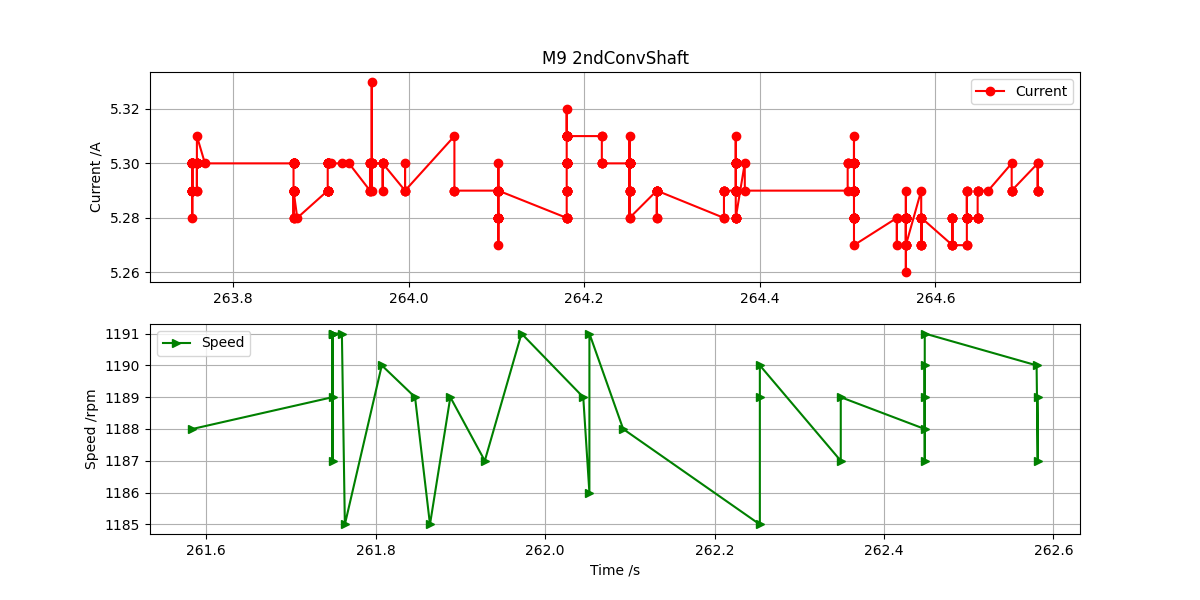 M9 2ndConvShaft
Current
5.32
5.30
5.28
5.26
Current /A
263.8 264.0 264.2 264.4 264.6
Speed
1191
1190
1189
1188
1187
1186
1185
Speed /rpm
261.6 261.8 262.0 262.2 262.4 262.6
Time /s